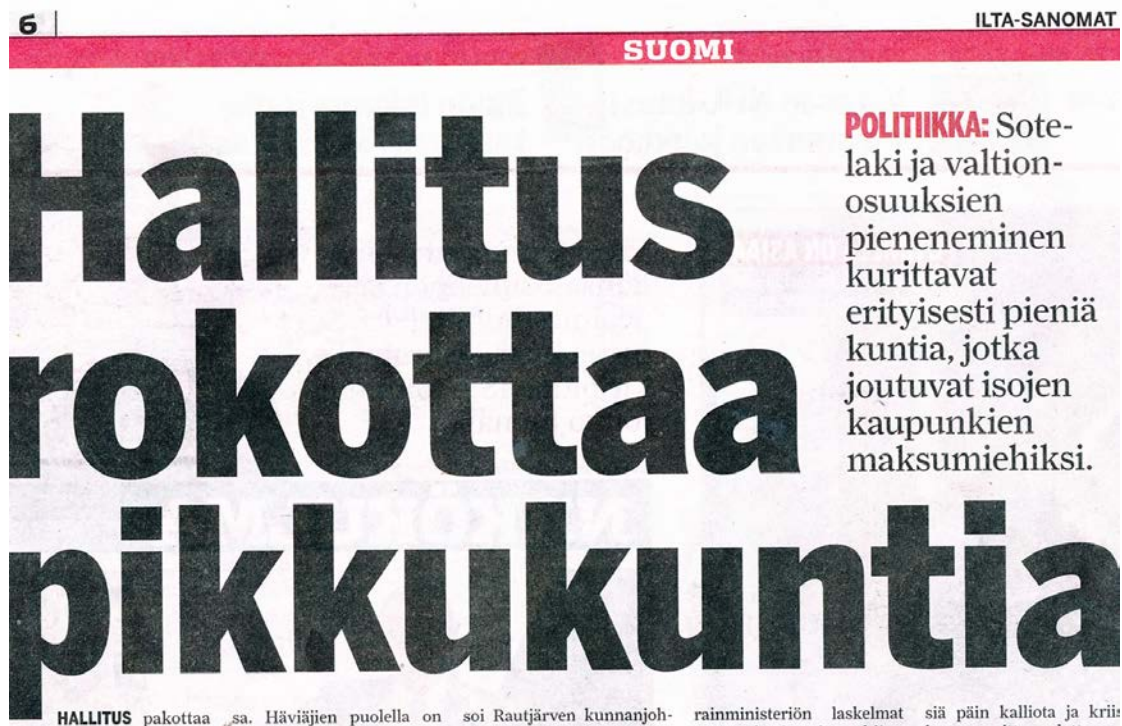 6
ILTA-SANOMAT
SUOMI
Hallitus
rokottaa
pikkukuntia
POLITIIKKA: Sote-
laki ja valtion-
osuuksien
pieneneminen
kurittavat
erityisesti pieniä
kuntia, jotka
joutuvat isojen
kaupunkien
maksumiehiksi.
HALLITUS pakottaa
sa. Häviäjien puolella on
soi Rautjärven kunnanjoh-
rainministeriön laskelmat
siä päin kalliota ja kriis